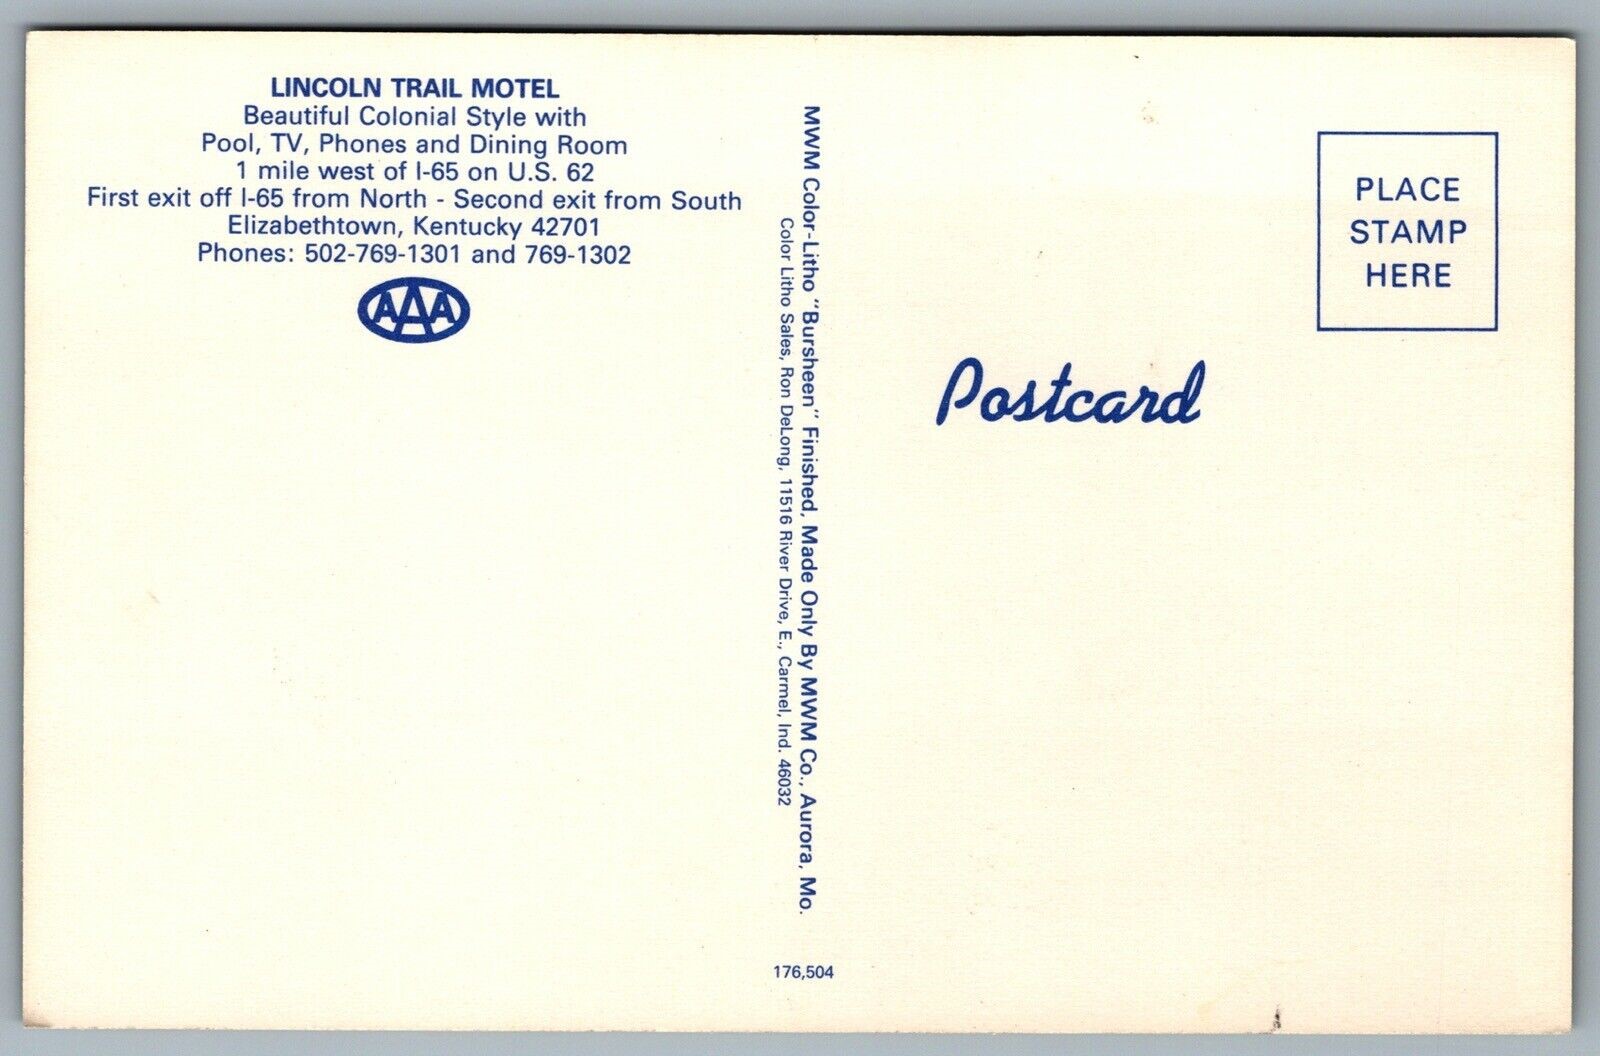 LINCOLN TRAIL MOTEL
Beautiful Colonial Style with
Pool, TV, Phones and Dining Room
1 mile west of I-65 on U.S. 62
First exit off I-65 from North - Second exit from South
Elizabethtown, Kentucky 42701
Phones: 502-769-1301 and 769-1302
AAA
MWM Color-Litho "Bursheen" Finished, Made Only By MWM Co., Aurora, Mo.
Color Litho Sales, Ron DeLong, 11516 River Drive, E., Carmel, Ind. 46032
176,504
PLACE
STAMP
HERE
Postcard